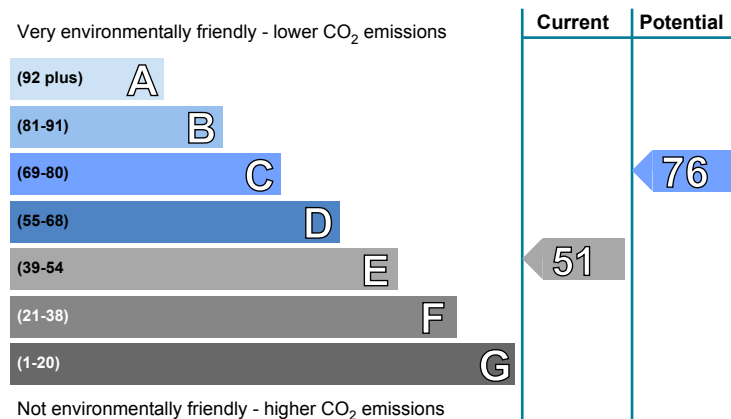 Very environmentally friendly - lower CO₂ emissions
Current
Potential
(92 plus) A
(81-91) B
(69-80) C
76
(55-68) D
(39-54 E
51
(21-38) F
(1-20) G
Not environmentally friendly - higher CO₂ emissions